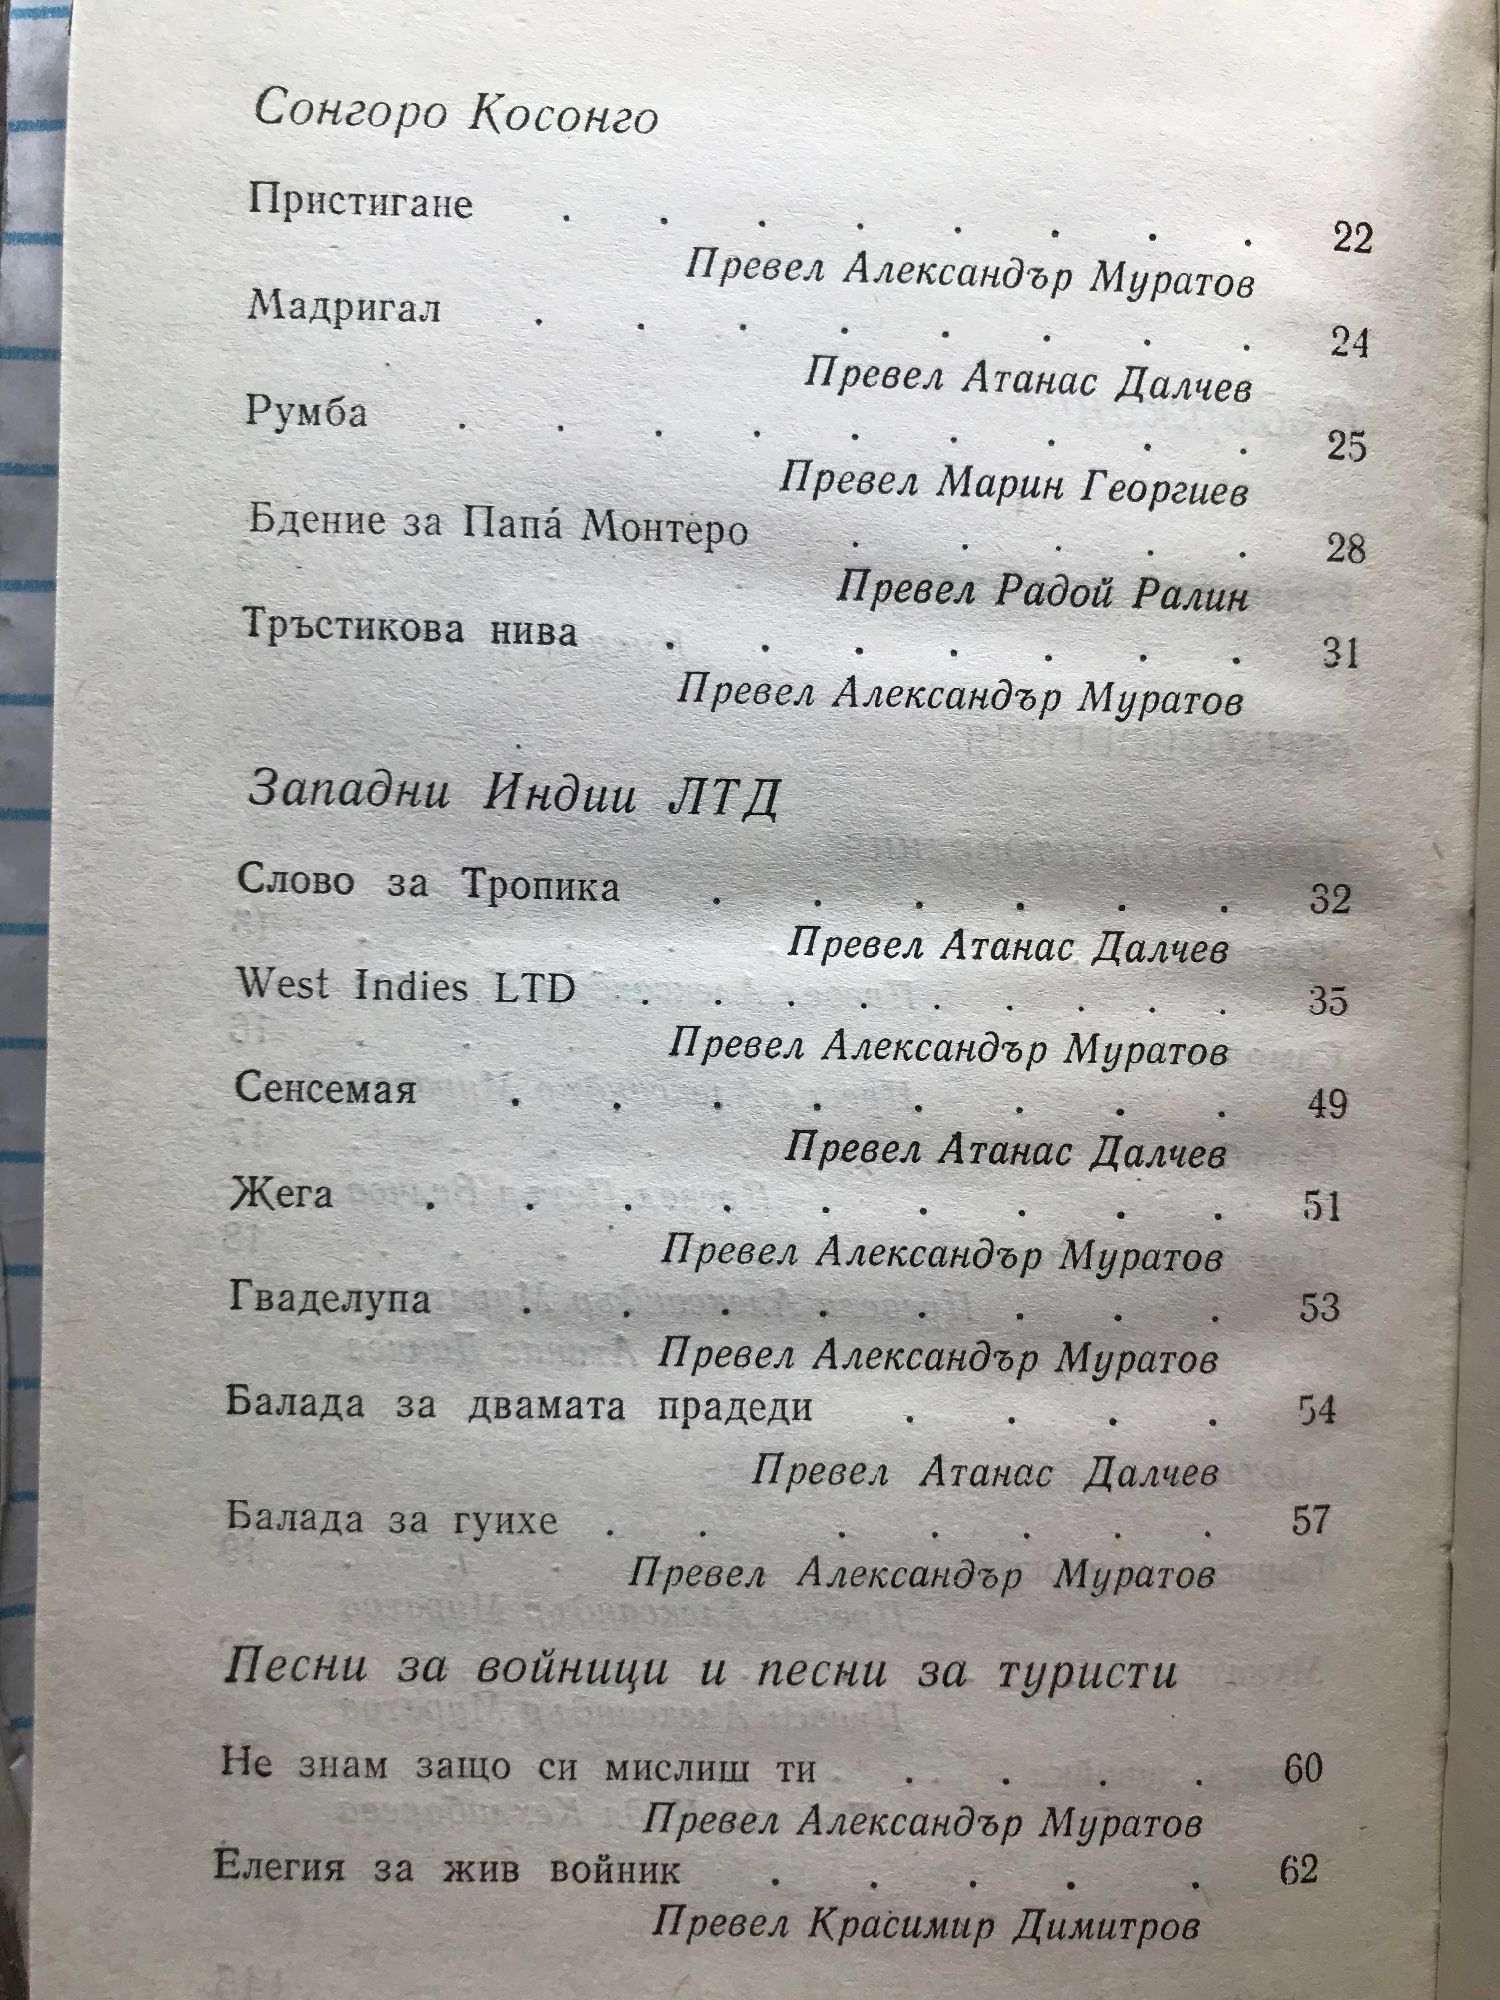 Сонгоро Косонго
Пристигане . . . . . . . . 22
Превел Александър Муратов
Мадригал . . . . . . . . 24
Превел Атанас Далчев
Румба . . . . . . . . . 25
Превел Марин Георгиев
Бдение за Папа́ Монтеро . . . . . 28
Превел Радой Ралин
Тръстикова нива . . . . . . . 31
Превел Александър Муратов
Западни Индии ЛТД
Слово за Тропика . . . . . . 32
Превел Атанас Далчев
West Indies LTD . . . . . . . . . 35
Превел Александър Муратов
Сенсемая . . . . . . . . 49
Превел Атанас Далчев
Жега . . . . . . . . . 51
Превел Александър Муратов
Гваделупа . . . . . . . . 53
Превел Александър Муратов
Балада за двамата прадеди . . . . 54
Превел Атанас Далчев
Балада за гуихе . . . . . . . 57
Превел Александър Муратов
Песни за войници и песни за туристи
Не знам защо си мислиш ти . . . . 60
Превел Александър Муратов
Елегия за жив войник . . . . . 62
Превел Красимир Димитров